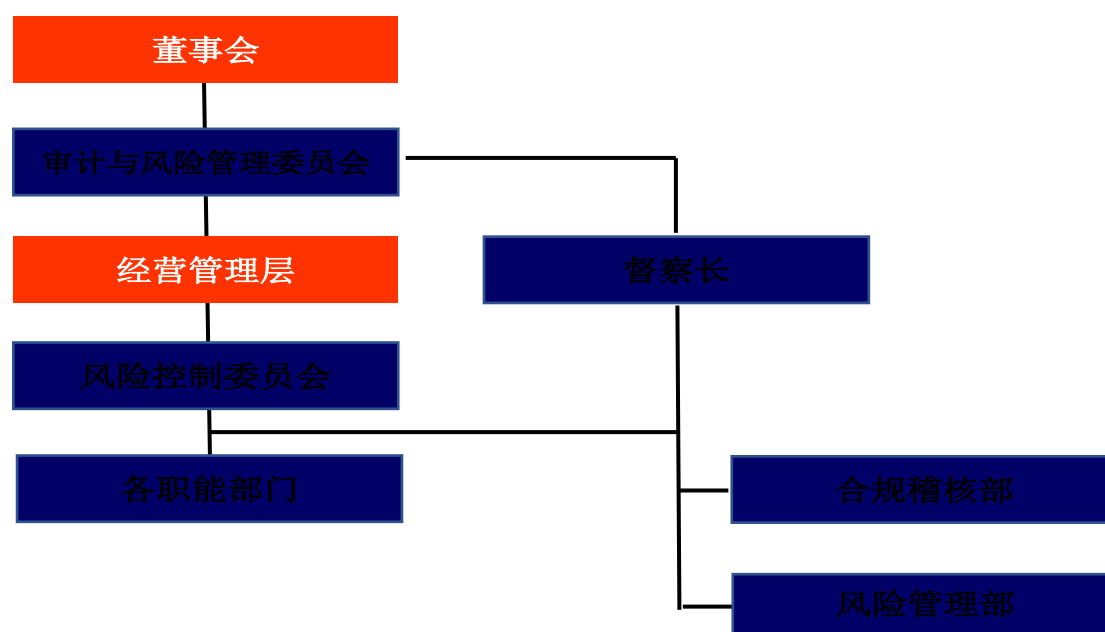 董事会
审计与风险管理委员会
经营管理层
督察长
风险控制委员会
各职能部门
合规稽核部
风险管理部